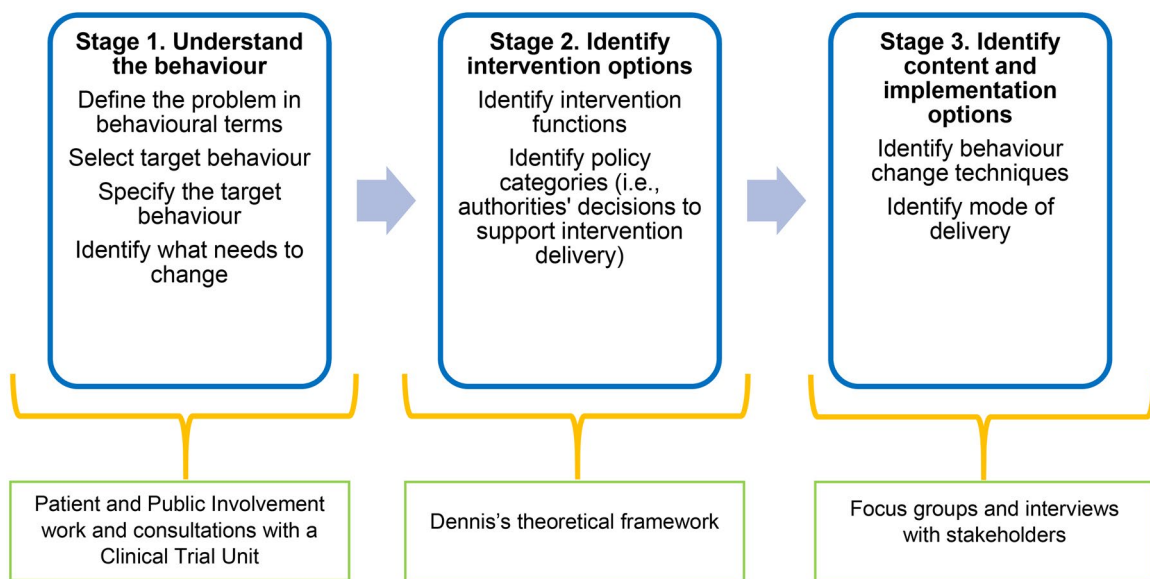 Stage 1. Understand
the behaviour
Define the problem in
behavioural terms
Select target behaviour
Specify the target
behaviour
Identify what needs to
change
Stage 2. Identify
intervention options
Identify intervention
functions
Identify policy
categories (i.e.,
authorities' decisions to
support intervention
delivery)
Stage 3. Identify
content and
implementation
options
Identify behaviour
change techniques
Identify mode of
delivery
Patient and Public Involvement
work and consultations with a
Clinical Trial Unit
Dennis's theoretical framework
Focus groups and interviews
with stakeholders